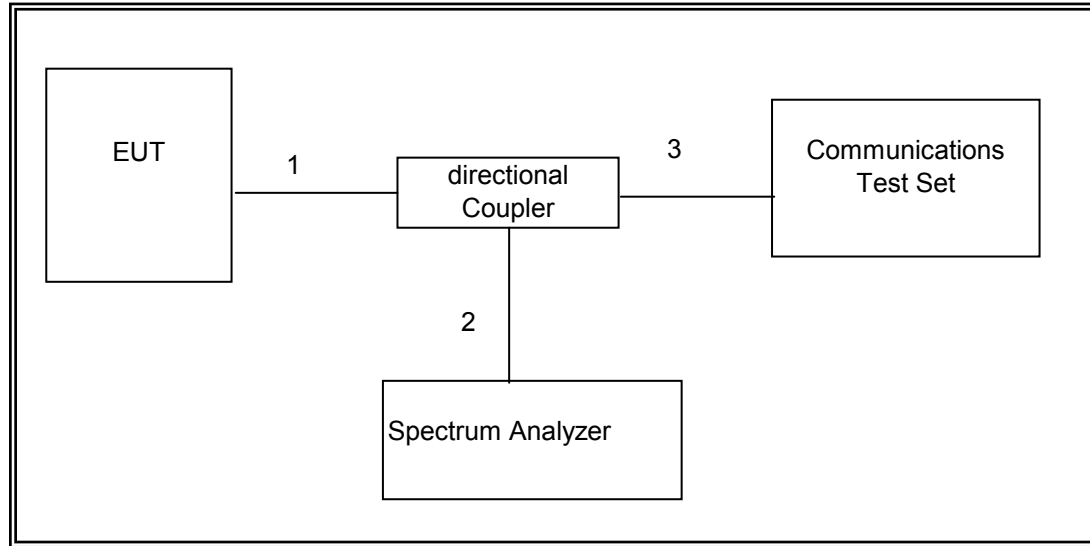 EUT
1
directional
Coupler
3
Communications
Test Set
2
Spectrum Analyzer